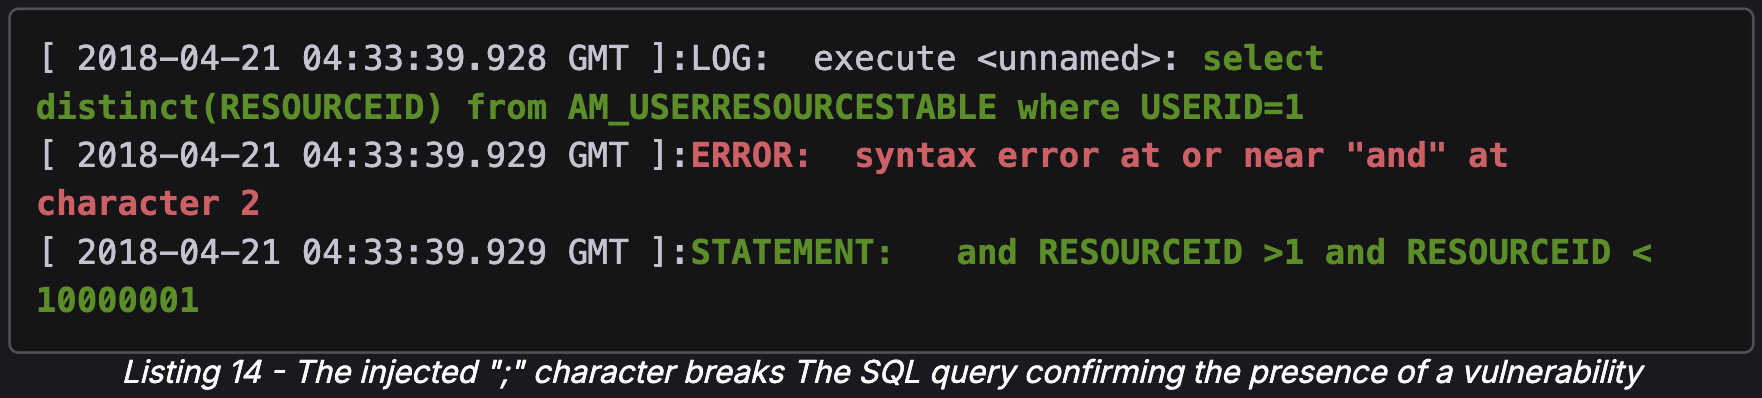 [ 2018-04-21 04:33:39.928 GMT ]:LOG:  execute <unnamed>: select
distinct(RESOURCEID) from AM_USERRESOURCESTABLE where USERID=1
[ 2018-04-21 04:33:39.929 GMT ]:ERROR:  syntax error at or near "and" at
character 2
[ 2018-04-21 04:33:39.929 GMT ]:STATEMENT:   and RESOURCEID >1 and RESOURCEID <
10000001
Listing 14 - The injected ";" character breaks The SQL query confirming the presence of a vulnerability